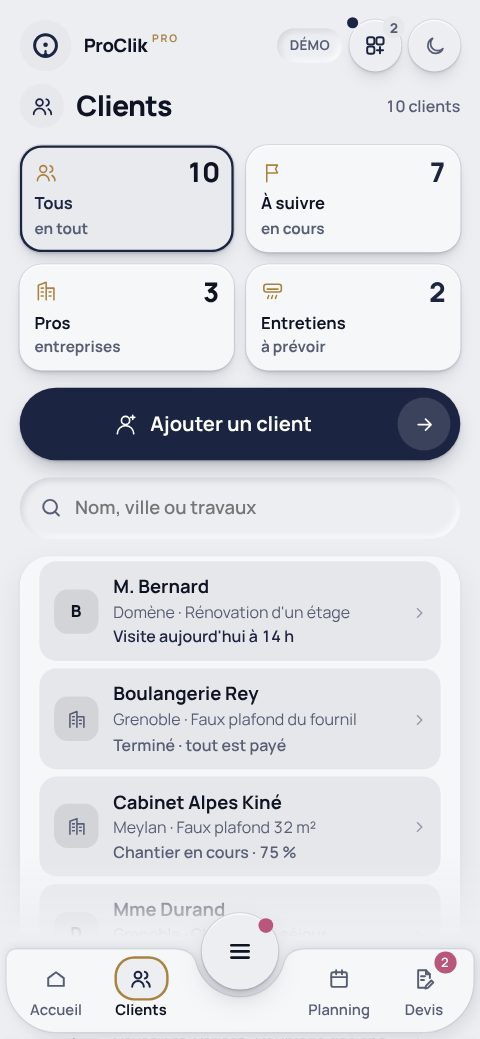 ProClik PRO
DÉMO
2
Clients
10 clients
10
Tous
en tout
7
À suivre
en cours
3
Pros
entreprises
2
Entretiens
à prévoir
Ajouter un client
Nom, ville ou travaux
B
M. Bernard
Domène · Rénovation d'un étage
Visite aujourd'hui à 14 h
Boulangerie Rey
Grenoble · Faux plafond du fournil
Terminé · tout est payé
Cabinet Alpes Kiné
Meylan · Faux plafond 32 m²
Chantier en cours · 75 %
D
Mme Durand
Grenoble ·
séjour
Accueil
Clients
Planning
2
Devis